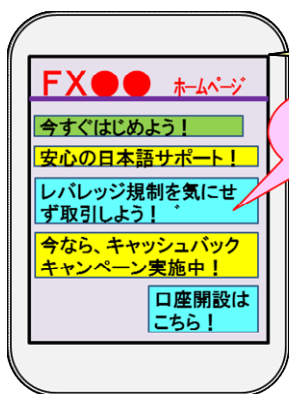 FX●● ホームページ
今すぐはじめよう！
安心の日本語サポート！
レバレッジ規制を気にせ
ず取引しよう！
今なら、キャッシュバック
キャンペーン実施中！
口座開設は
こちら！